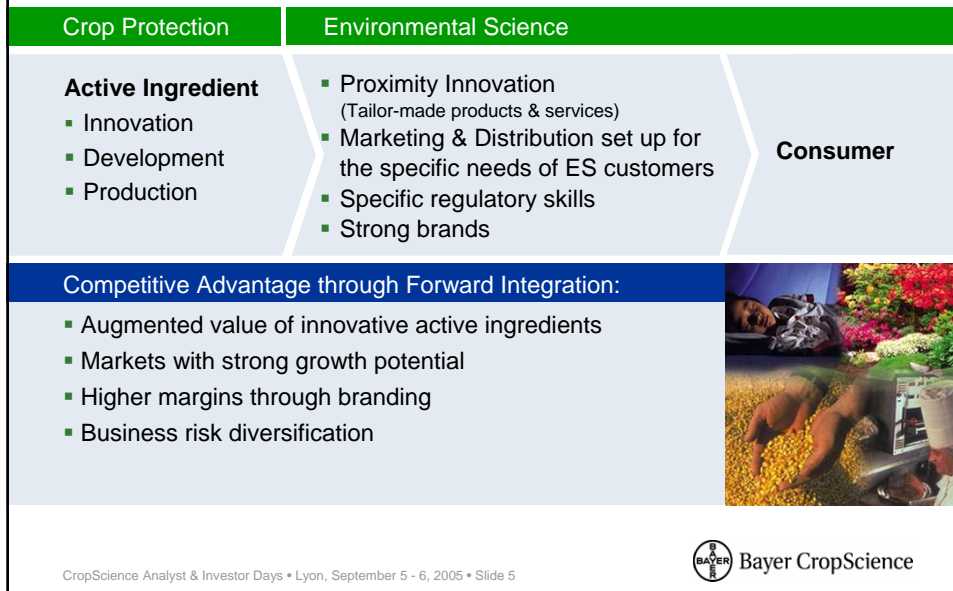 Crop Protection
Environmental Science
Active Ingredient
▪ Innovation
▪ Development
▪ Production
▪ Proximity Innovation
(Tailor-made products & services)
▪ Marketing & Distribution set up for
the specific needs of ES customers
▪ Specific regulatory skills
▪ Strong brands
Consumer
Competitive Advantage through Forward Integration:
▪ Augmented value of innovative active ingredients
▪ Markets with strong growth potential
▪ Higher margins through branding
▪ Business risk diversification
CropScience Analyst & Investor Days • Lyon, September 5 - 6, 2005 • Slide 5
BAYER
BAYER
Bayer CropScience